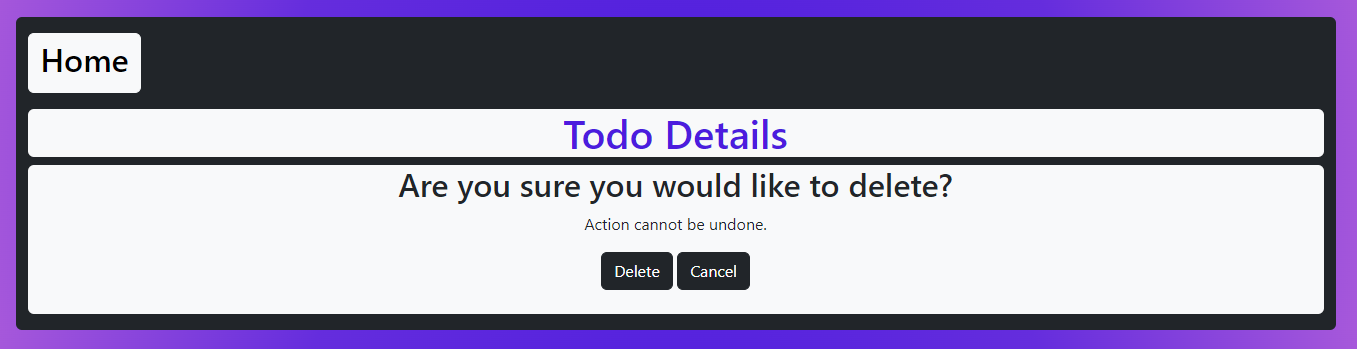 Home
Todo Details
Are you sure you would like to delete?
Action cannot be undone.
Delete Cancel